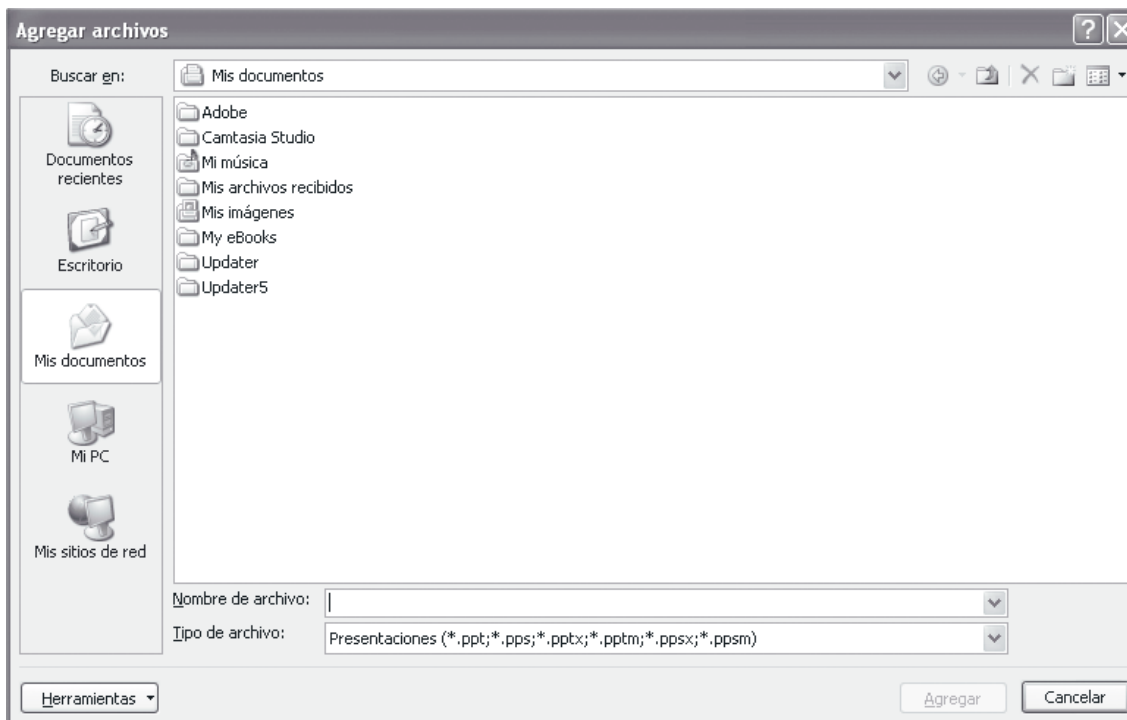 Agregar archivos
Buscar en:
Mis documentos
Documentos
recientes
Escritorio
Mis documentos
Mi PC
Mis sitios de red
Adobe
Camtasia Studio
Mi música
Mis archivos recibidos
Mis imágenes
My eBooks
Updater
Updater5
Nombre de archivo:
Tipo de archivo:
Presentaciones (*.ppt;*.pps;*.pptx;*.pptm;*.ppsx;*.ppsm)
Herramientas
Agregar
Cancelar